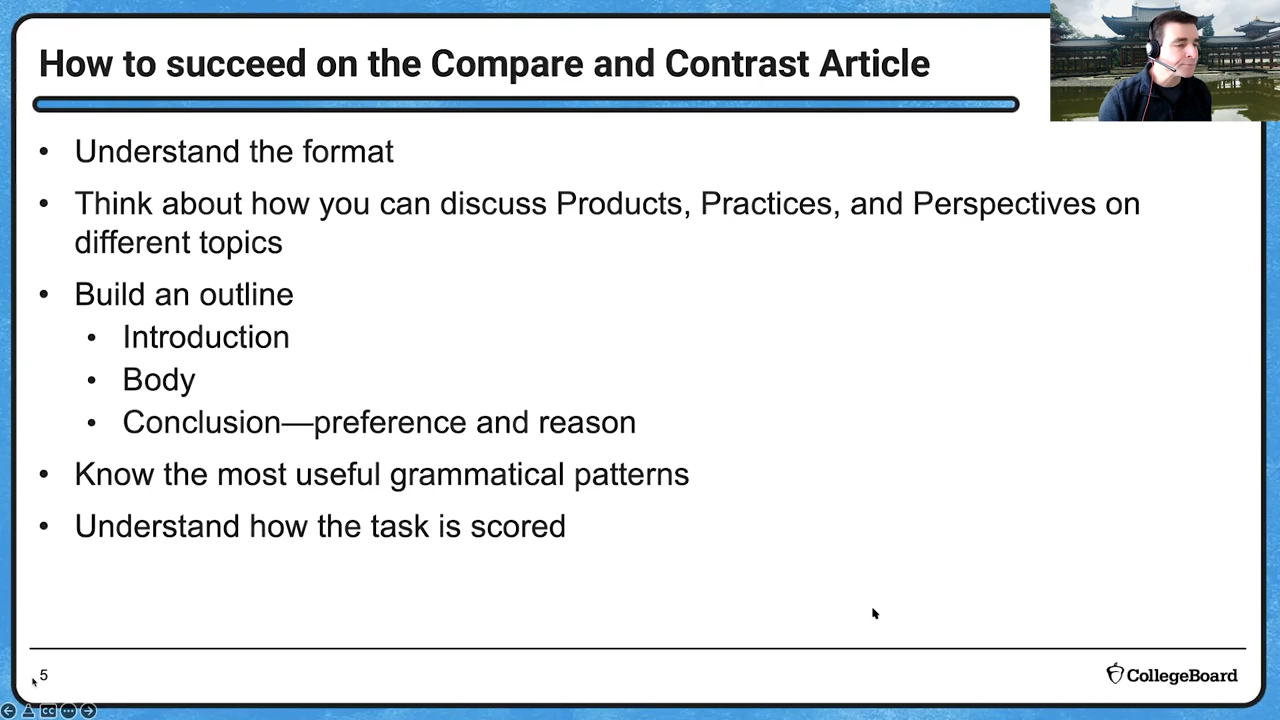 How to succeed on the Compare and Contrast Article
• Understand the format
• Think about how you can discuss Products, Practices, and Perspectives on
different topics
• Build an outline
• Introduction
• Body
• Conclusion—preference and reason
• Know the most useful grammatical patterns
• Understand how the task is scored
5
CollegeBoard
CC